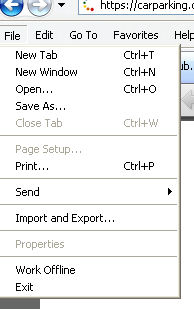 https://carparking.c
File Edit Go To Favorites Help
ub.
New Tab Ctrl+T
New Window Ctrl+N
Open... Ctrl+O
Save As...
Close Tab Ctrl+W
Page Setup...
Print... Ctrl+P
Send
Import and Export...
Properties
Work Offline
Exit